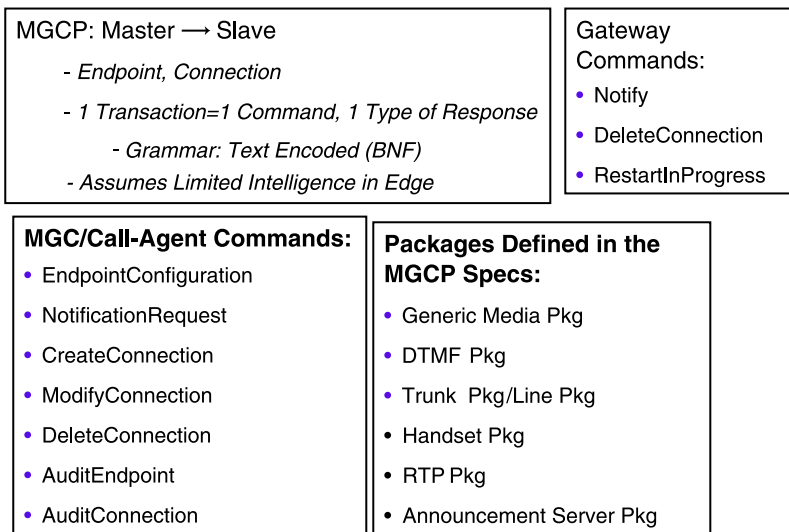 MGCP: Master → Slave
- Endpoint, Connection
- 1 Transaction=1 Command, 1 Type of Response
- Grammar: Text Encoded (BNF)
- Assumes Limited Intelligence in Edge
Gateway
Commands:
• Notify
• DeleteConnection
• RestartInProgress
MGC/Call-Agent Commands:
• EndpointConfiguration
• NotificationRequest
• CreateConnection
• ModifyConnection
• DeleteConnection
• AuditEndpoint
• AuditConnection
Packages Defined in the
MGCP Specs:
• Generic Media Pkg
• DTMF Pkg
• Trunk Pkg/Line Pkg
• Handset Pkg
• RTP Pkg
• Announcement Server Pkg